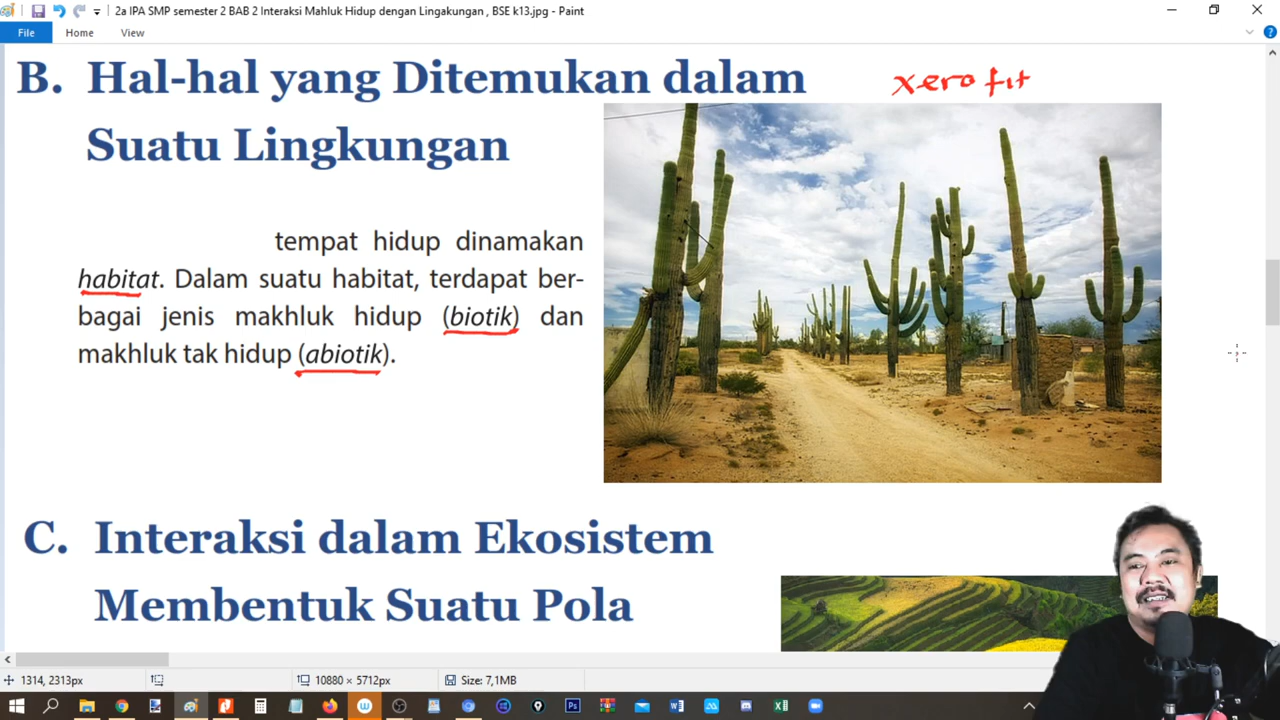 2a IPA SMP semester 2 BAB 2 Interaksi Mahluk Hidup dengan Lingakungan , BSE k13.jpg - Paint
File Home View
B. Hal-hal yang Ditemukan dalam
Suatu Lingkungan
xerofit
tempat hidup dinamakan
habitat. Dalam suatu habitat, terdapat ber-
bagai jenis makhluk hidup (biotik) dan
makhluk tak hidup (abiotik).
C. Interaksi dalam Ekosistem
Membentuk Suatu Pola
1314, 2313px 10880 × 5712px Size: 7,1MB